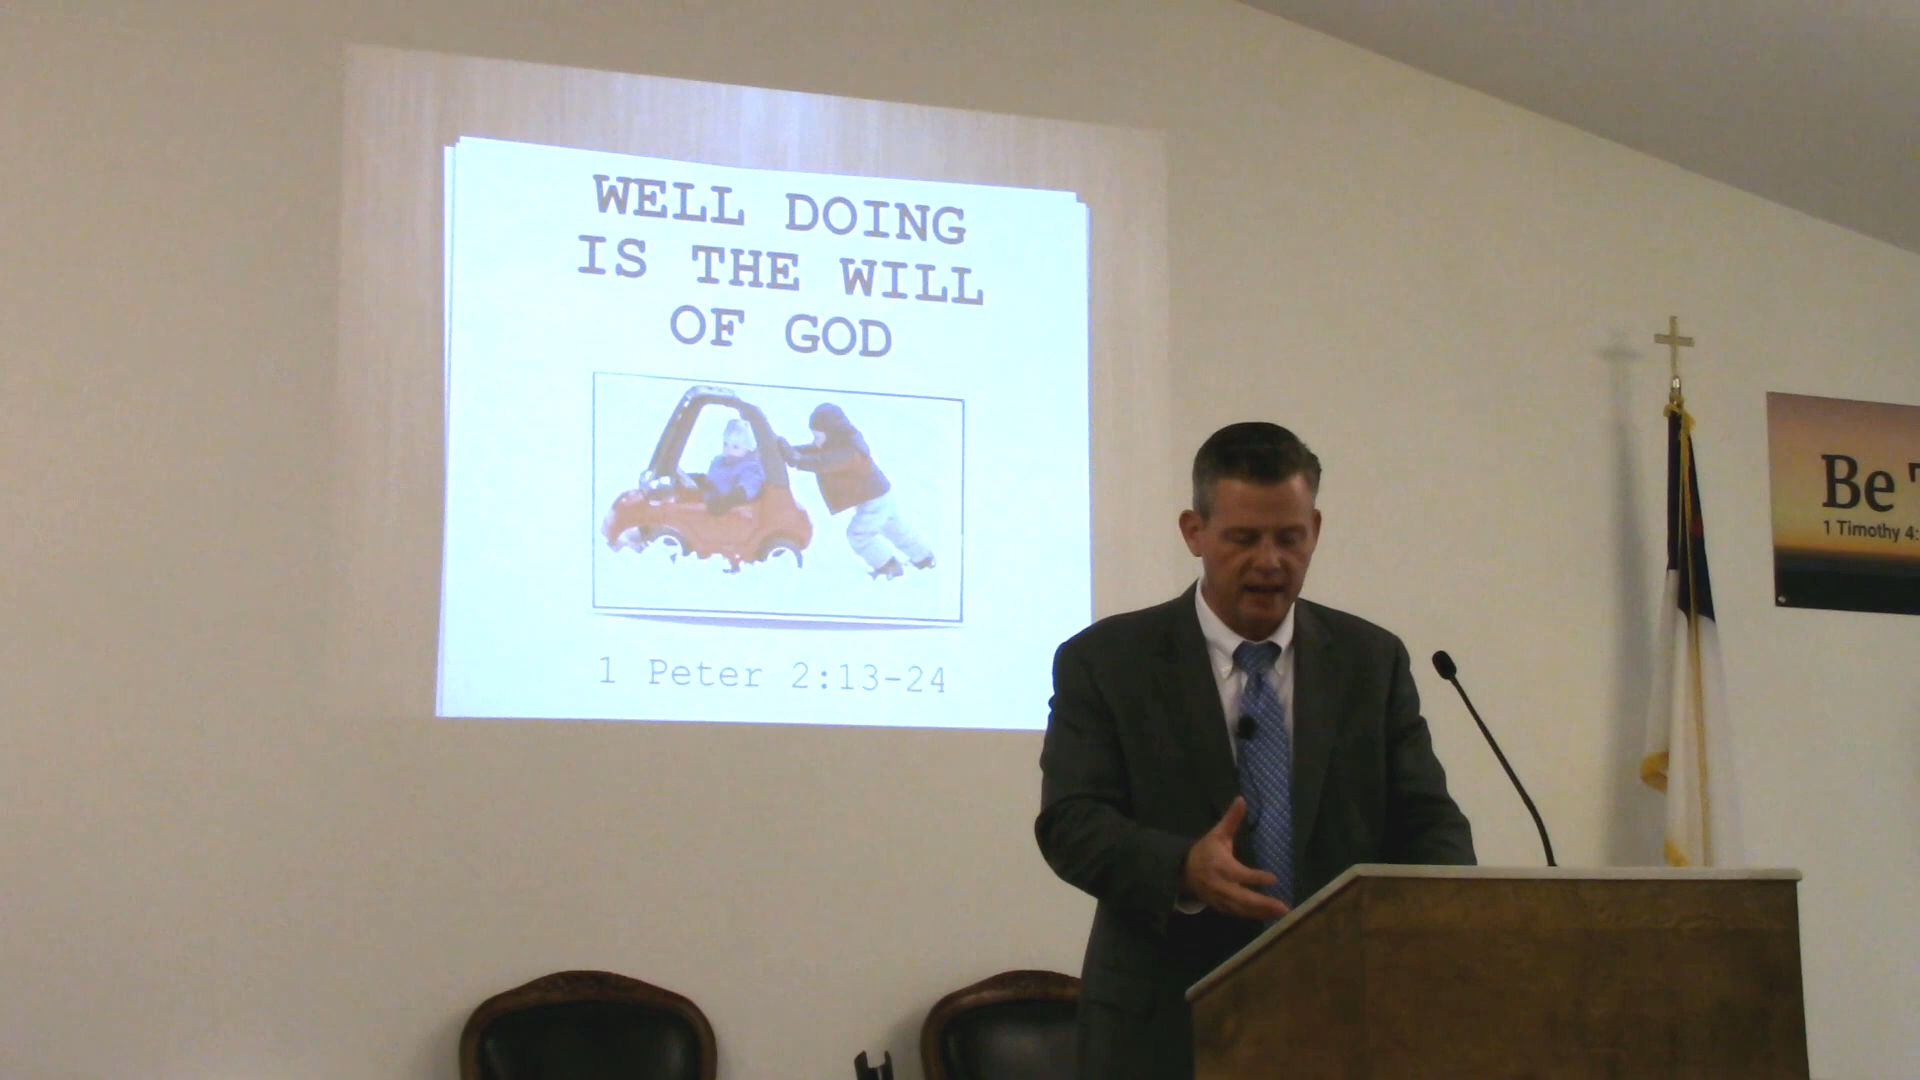 WELL DOING
IS THE WILL
OF GOD
1 Peter 2:13-24
Be
1 Timothy 4: